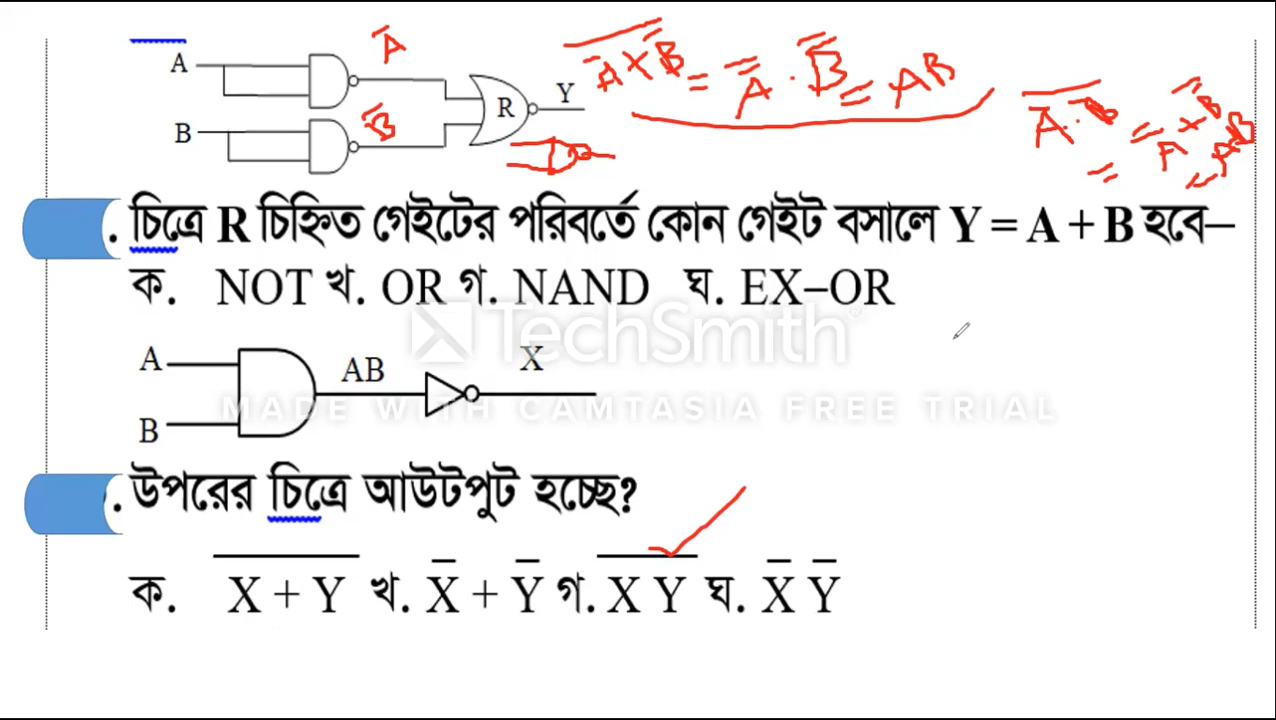 A
B
R
Y
A̅
B̅
. চিত্রে R চিহ্নিত গেইটের পরিবর্তে কোন গেইট বসালে Y = A + B হবে–
ক. NOT খ. OR গ. NAND ঘ. EX–OR
TechSmith
A
AB
X
MADE WITH CAMTASIA FREE TRIAL
B
. উপরের চিত্রে আউটপুট হচ্ছে?
ক. X + Y খ. X̅ + Y̅ গ. X Y ঘ. X̅ Y̅